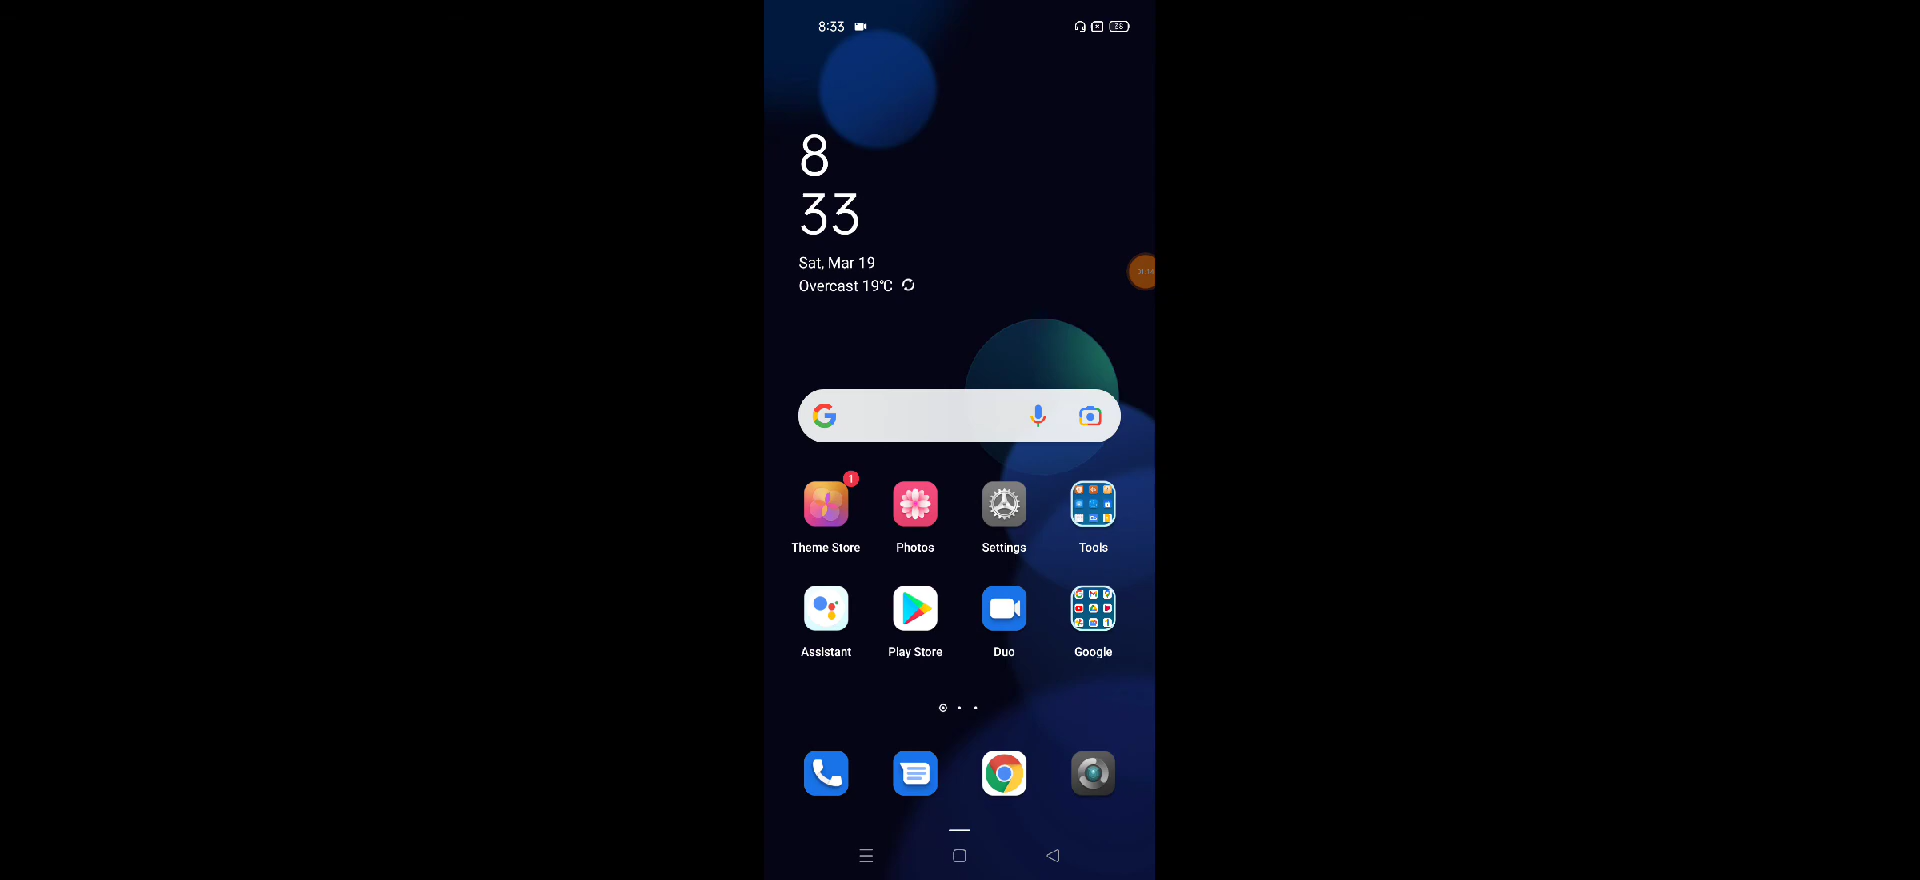 8:33
8
33
Sat, Mar 19
Overcast 19°C
1
Theme Store
Photos
Settings
Tools
Assistant
Play Store
Duo
Google